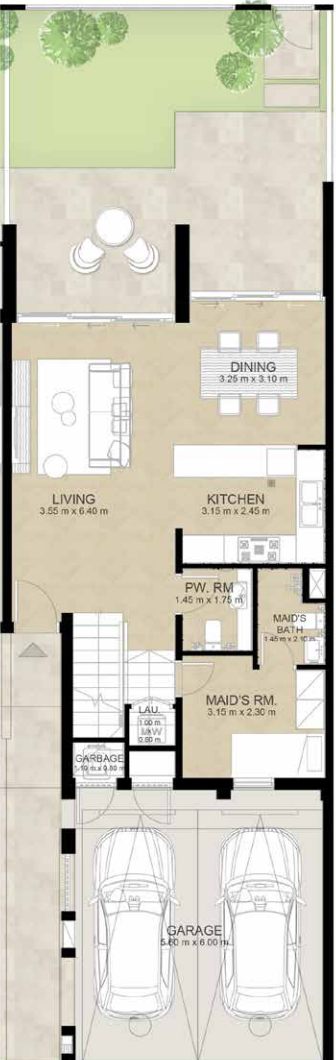 DINING
3.25 m x 3.10 m
LIVING
3.55 m x 6.40 m
KITCHEN
3.15 m x 2.45 m
PW. RM
1.45 m x 1.75 m
MAID'S
BATH
1.45 m x 2.10 m
MAID'S RM.
3.15 m x 2.30 m
LAU.
1.00 m
0.80 m
GARBAGE
GARAGE
5.60 m x 6.00 m